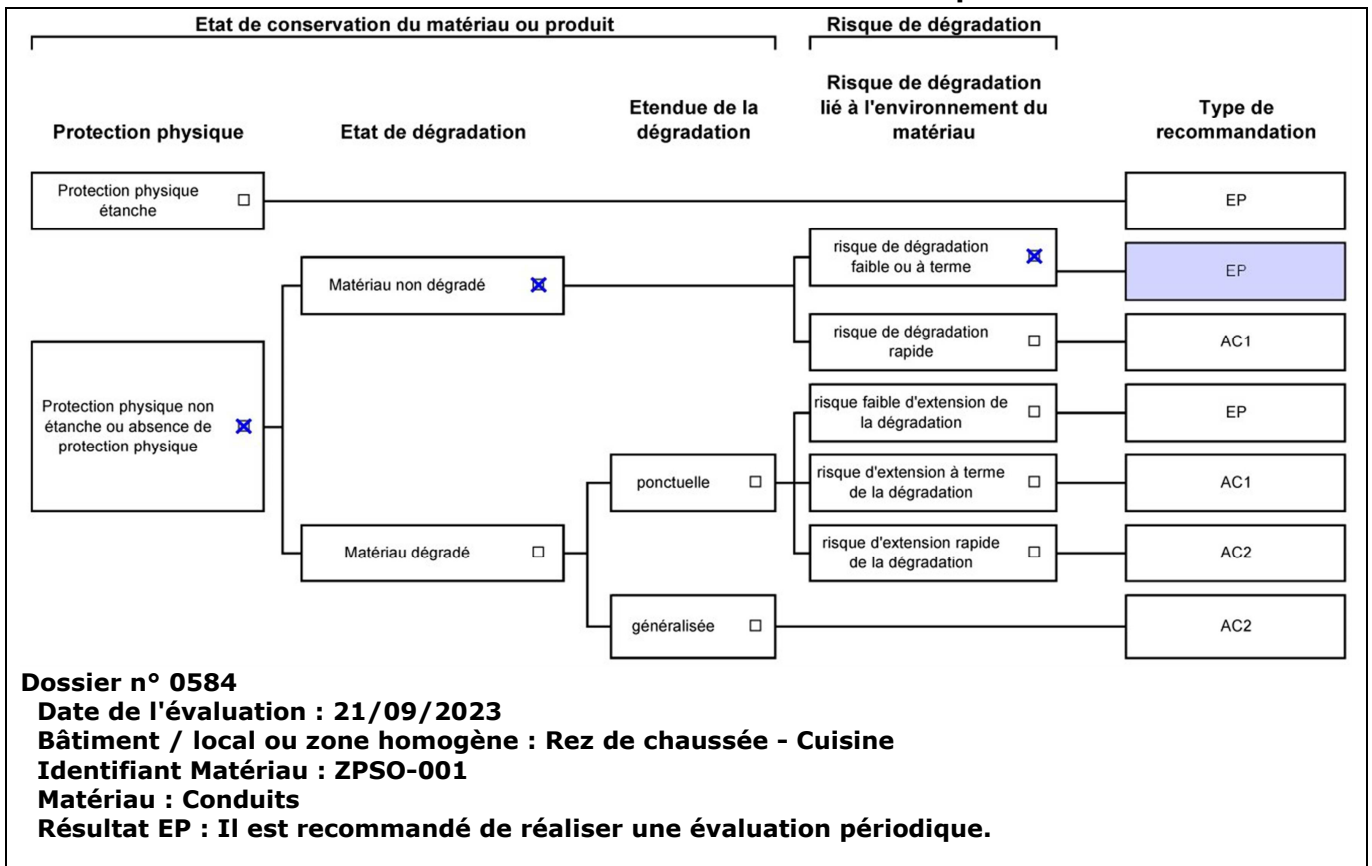 Etat de conservation du matériau ou produit
Risque de dégradation
Protection physique
Etat de dégradation
Etendue de la
dégradation
Risque de dégradation
lié à l'environnement du
matériau
Type de
recommandation
Protection physique
étanche
EP
risque de dégradation
faible ou à terme
EP
Matériau non dégradé
risque de dégradation
rapide
AC1
Protection physique non
étanche ou absence de
protection physique
risque faible d'extension de
la dégradation
EP
ponctuelle
risque d'extension à terme
de la dégradation
AC1
Matériau dégradé
risque d'extension rapide
de la dégradation
AC2
généralisée
AC2
Dossier n° 0584
Date de l'évaluation : 21/09/2023
Bâtiment / local ou zone homogène : Rez de chaussée - Cuisine
Identifiant Matériau : ZPSO-001
Matériau : Conduits
Résultat EP : Il est recommandé de réaliser une évaluation périodique.